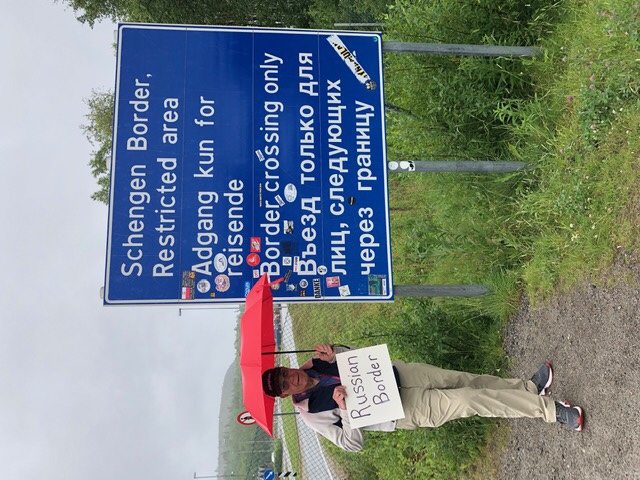 Schengen Border,
Restricted area
Adgang kun for
reisende
Border crossing only
Въезд только для
лиц, следующих
через границу
Russian
Border